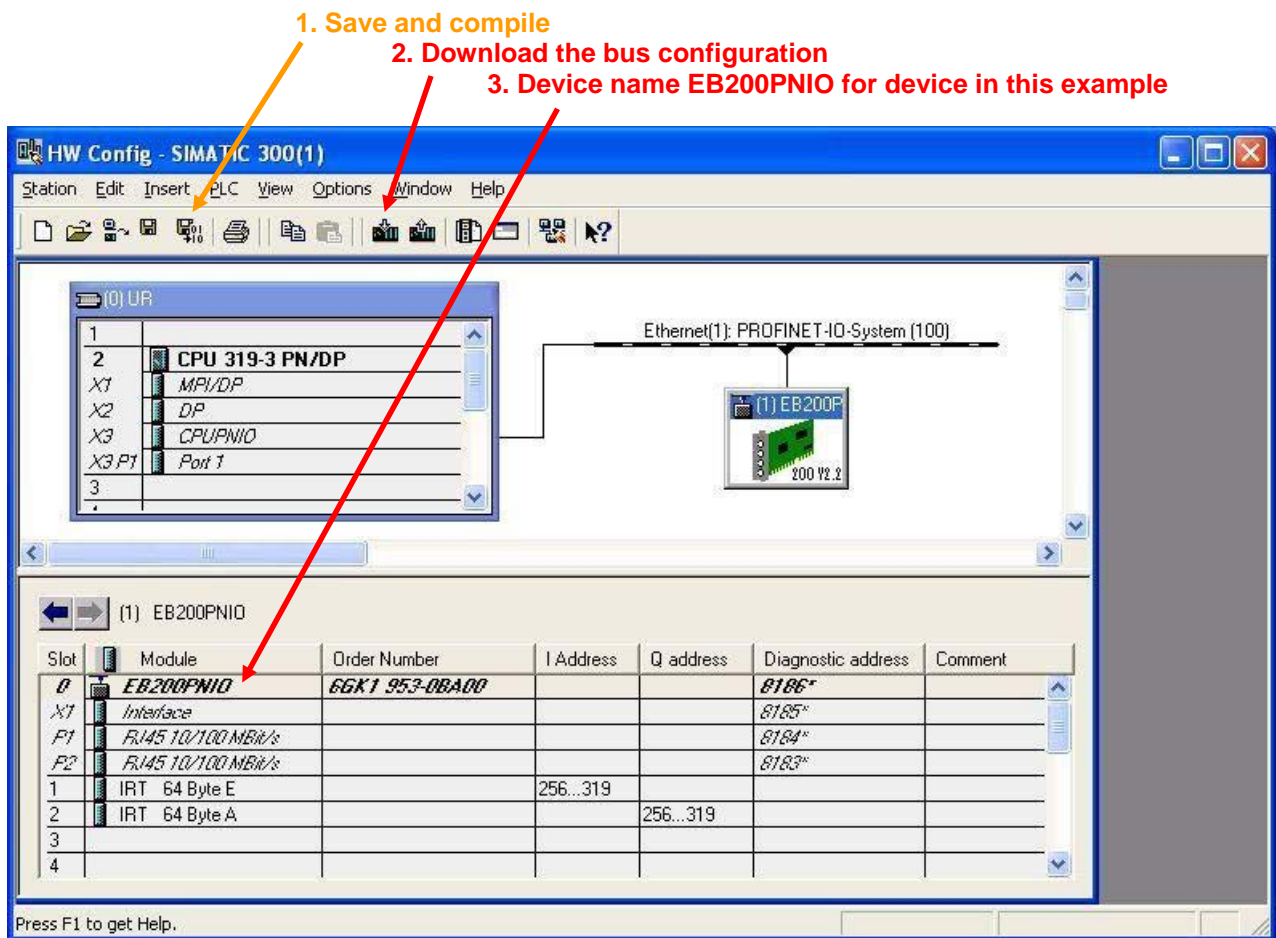 1. Save and compile
2. Download the bus configuration
3. Device name EB200PNIO for device in this example
HW Config - SIMATIC 300(1)
Station Edit Insert PLC View Options Window Help
(0) UR
1
2 CPU 319-3 PN/DP
X1 MPI/DP
X2 DP
X3 CPUPNIO
X3 P1 Port 1
3
Ethernet(1): PROFINET-IO-System (100)
(1) EB200P
200 V2.2
(1) EB200PNIO
Slot Module Order Number I Address Q address Diagnostic address Comment
0 EB200PNIO 6GK1 953-0BA00 8186*
X1 Interface 8185*
P1 RJ45 10/100 MBit/s 8184*
P2 RJ45 10/100 MBit/s 8183*
1 IRT 64 Byte E 256...319
2 IRT 64 Byte A 256...319
3
4
Press F1 to get Help.